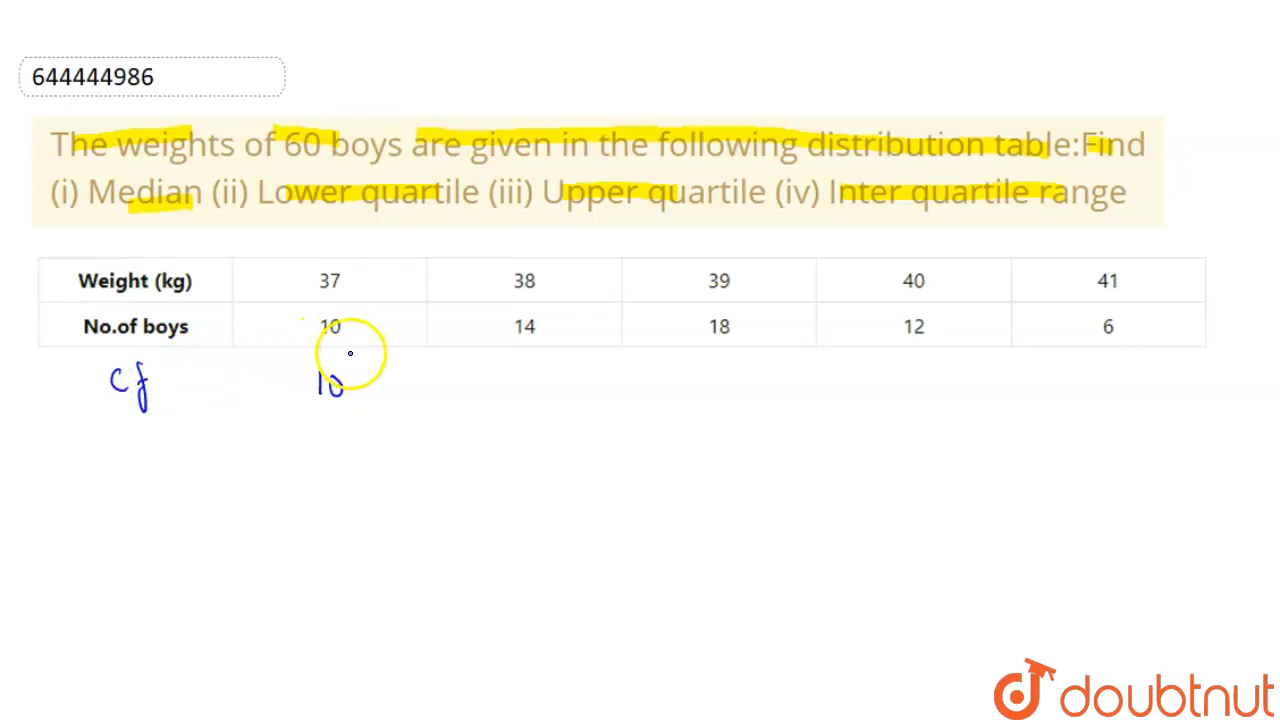 644444986
The weights of 60 boys are given in the following distribution table:Find
(i) Median (ii) Lower quartile (iii) Upper quartile (iv) Inter quartile range
Weight (kg) 37 38 39 40 41
No.of boys 10 14 18 12 6
cf 10
doubtnut